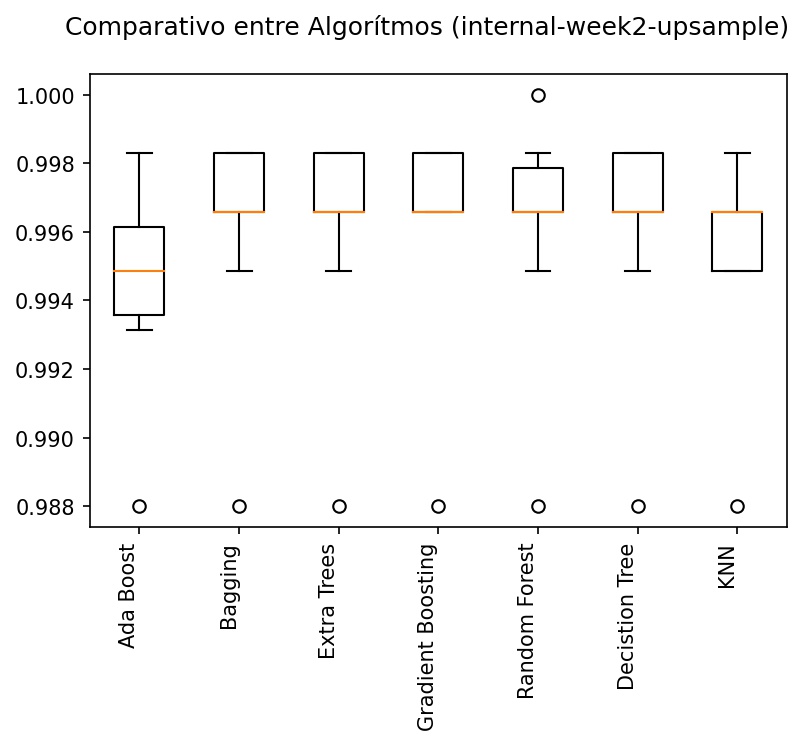 Comparativo entre Algorítmos (internal-week2-upsample)
1.000
0.998
0.996
0.994
0.992
0.990
0.988
Ada Boost
Bagging
Extra Trees
Gradient Boosting
Random Forest
Decistion Tree
KNN